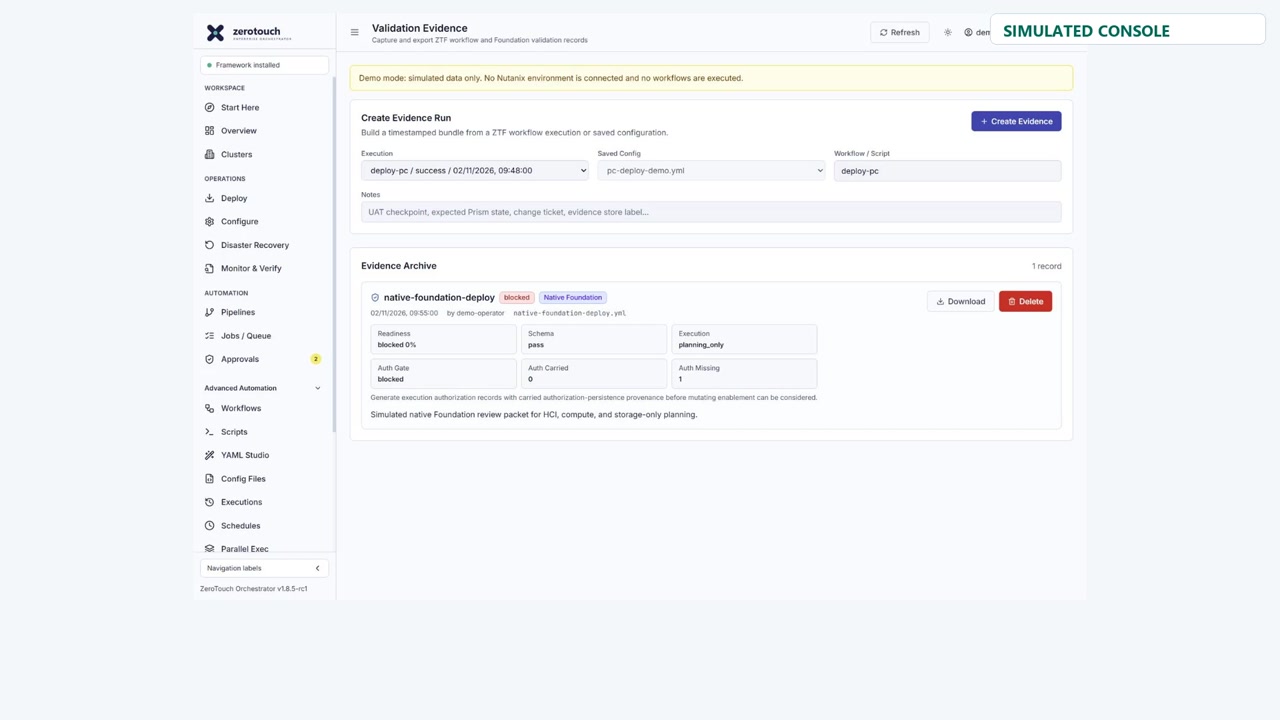 zerotouch
ENTERPRISE ORCHESTRATOR
Framework installed
WORKSPACE
Start Here
Overview
Clusters
OPERATIONS
Deploy
Configure
Disaster Recovery
Monitor & Verify
AUTOMATION
Pipelines
Jobs / Queue
Approvals
2
Advanced Automation
Workflows
Scripts
YAML Studio
Config Files
Executions
Schedules
Parallel Exec
Navigation labels
ZeroTouch Orchestrator v1.8.5-rc1
Validation Evidence
Capture and export ZTF workflow and Foundation validation records
Refresh
dem
SIMULATED CONSOLE
Demo mode: simulated data only. No Nutanix environment is connected and no workflows are executed.
Create Evidence Run
Build a timestamped bundle from a ZTF workflow execution or saved configuration.
+ Create Evidence
Execution
Saved Config
Workflow / Script
deploy-pc / success / 02/11/2026, 09:48:00
pc-deploy-demo.yml
deploy-pc
Notes
UAT checkpoint, expected Prism state, change ticket, evidence store label...
Evidence Archive
1 record
native-foundation-deploy
blocked
Native Foundation
Download
Delete
02/11/2026, 09:55:00 by demo-operator native-foundation-deploy.yml
Readiness
blocked 0%
Schema
pass
Execution
planning_only
Auth Gate
blocked
Auth Carried
0
Auth Missing
1
Generate execution authorization records with carried authorization-persistence provenance before mutating enablement can be considered.
Simulated native Foundation review packet for HCI, compute, and storage-only planning.